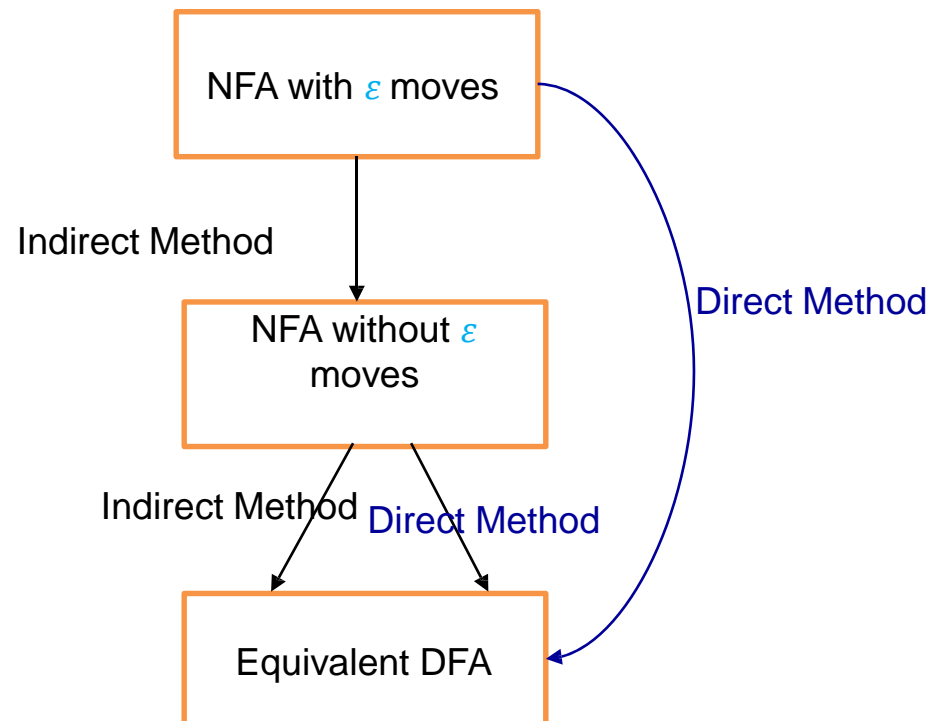 NFA with ε moves
Indirect Method
Direct Method
NFA without ε
moves
Indirect Method
Direct Method
Equivalent DFA